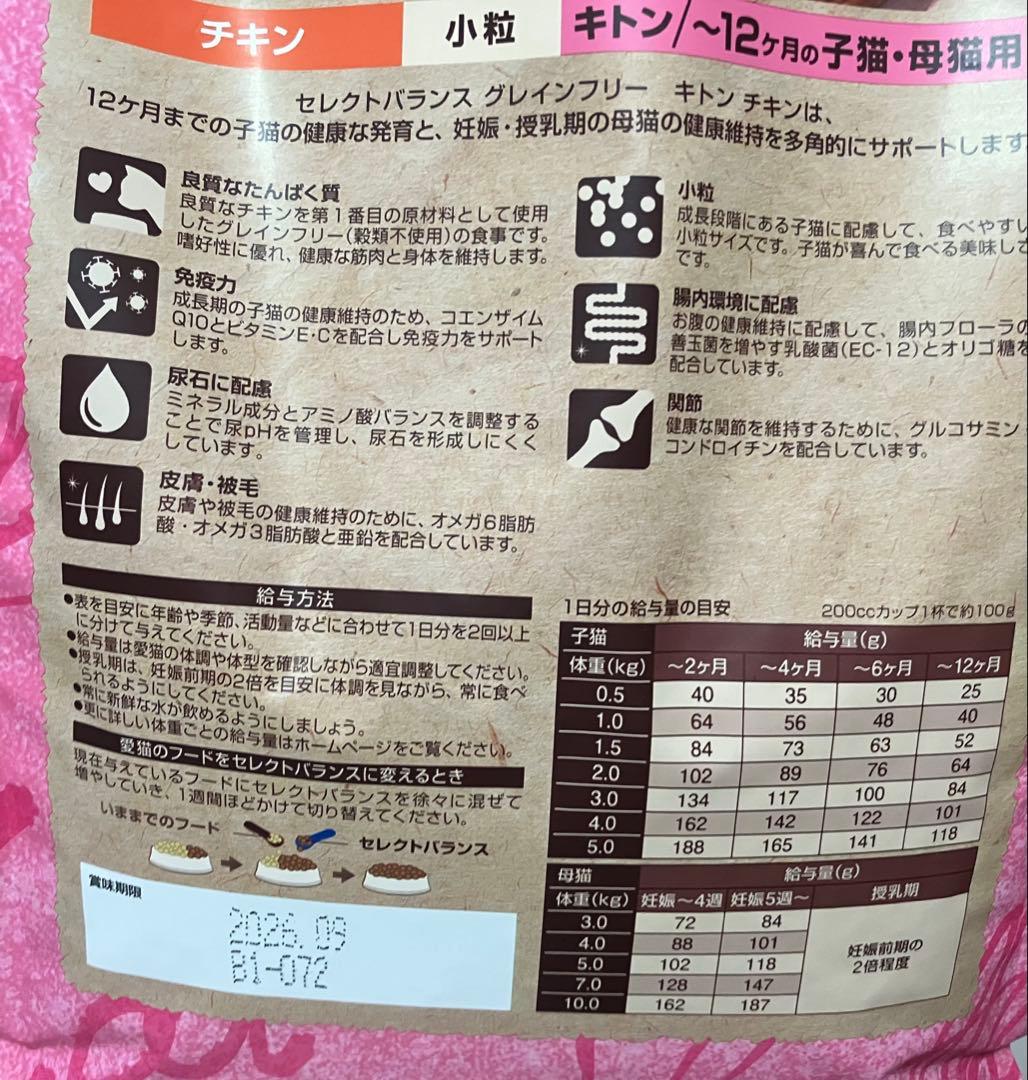 チキン
小粒
キトン/〜12ヶ月の子猫・母猫用
セレクトバランス グレインフリー キトン チキンは、
12ヶ月までの子猫の健康な発育と、妊娠・授乳期の母猫の健康維持を多角的にサポートします
良質なたんぱく質
良質なチキンを第1番目の原材料として使用
したグレインフリー(穀類不使用)の食事です。
嗜好性に優れ、健康な筋肉と身体を維持します。
免疫力
成長期の子猫の健康維持のため、コエンザイム
Q10とビタミンE・Cを配合し免疫力をサポート
します。
尿石に配慮
ミネラル成分とアミノ酸バランスを調整する
ことで尿pHを管理し、尿石を形成しにくく
しています。
皮膚・被毛
皮膚や被毛の健康維持のために、オメガ6脂肪
酸・オメガ3脂肪酸と亜鉛を配合しています。
小粒
成長段階にある子猫に配慮して、食べやすい
小粒サイズです。子猫が喜んで食べる美味しさ
です。
腸内環境に配慮
お腹の健康維持に配慮して、腸内フローラの
善玉菌を増やす乳酸菌(EC-12)とオリゴ糖を
配合しています。
関節
健康な関節を維持するために、グルコサミン
コンドロイチンを配合しています。
給与方法
●表を目安に年齢や季節、活動量などに合わせて1日分を2回以上
に分けて与えてください。
●給与量は愛猫の体調や体型を確認しながら適宜調整してください。
●授乳期は、妊娠前期の2倍を目安に体調を見ながら、常に食べ
られるようにしてください。
●常に新鮮な水が飲めるようにしましょう。
●更に詳しい体重ごとの給与量はホームページをご覧ください。
愛猫のフードをセレクトバランスに変えるとき
現在与えているフードにセレクトバランスを徐々に混ぜて
増やしていき、1週間ほどかけて切り替えてください。
いままでのフード
セレクトバランス
賞味期限
2026.09
B1-072
1日分の給与量の目安 200ccカップ1杯で約100g
子猫 給与量(g)
体重(kg) 〜2ヶ月 〜4ヶ月 〜6ヶ月 〜12ヶ月
0.5 40 35 30 25
1.0 64 56 48 40
1.5 84 73 63 52
2.0 102 89 76 64
3.0 134 117 100 84
4.0 162 142 122 101
5.0 188 165 141 118
母猫 給与量(g)
体重(kg) 妊娠〜4週 妊娠5週〜 授乳期
3.0 72 84
4.0 88 101
5.0 102 118
7.0 128 147
10.0 162 187
妊娠前期の
2倍程度